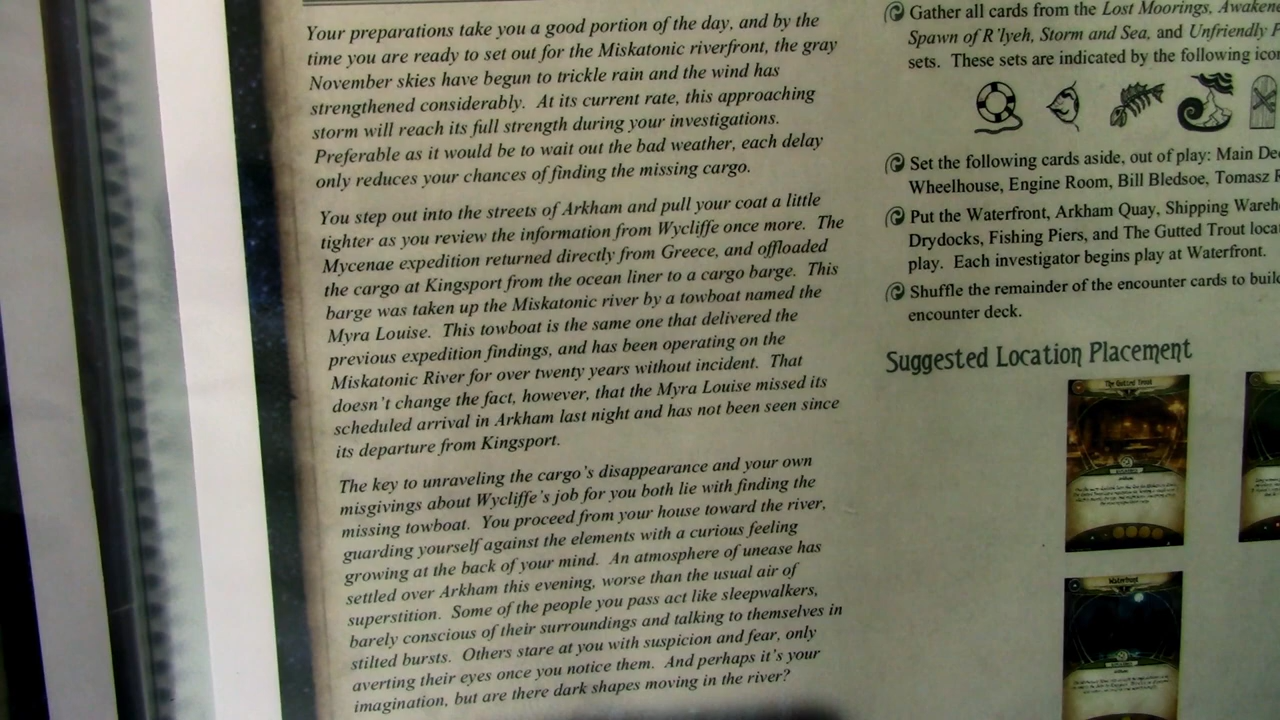 Your preparations take you a good portion of the day, and by the
time you are ready to set out for the Miskatonic riverfront, the gray
November skies have begun to trickle rain and the wind has
strengthened considerably. At its current rate, this approaching
storm will reach its full strength during your investigations.
Preferable as it would be to wait out the bad weather, each delay
only reduces your chances of finding the missing cargo.
You step out into the streets of Arkham and pull your coat a little
tighter as you review the information from Wycliffe once more. The
Mycenae expedition returned directly from Greece, and offloaded
the cargo at Kingsport from the ocean liner to a cargo barge. This
barge was taken up the Miskatonic river by a towboat named the
Myra Louise. This towboat is the same one that delivered the
previous expedition findings, and has been operating on the
Miskatonic River for over twenty years without incident. That
doesn't change the fact, however, that the Myra Louise missed its
scheduled arrival in Arkham last night and has not been seen since
its departure from Kingsport.
The key to unraveling the cargo's disappearance and your own
misgivings about Wycliffe's job for you both lie with finding the
missing towboat. You proceed from your house toward the river,
guarding yourself against the elements with a curious feeling
growing at the back of your mind. An atmosphere of unease has
settled over Arkham this evening, worse than the usual air of
superstition. Some of the people you pass act like sleepwalkers,
barely conscious of their surroundings and talking to themselves in
stilted bursts. Others stare at you with suspicion and fear, only
averting their eyes once you notice them. And perhaps it's your
imagination, but are there dark shapes moving in the river?
Gather all cards from the Lost Moorings, Awakene
Spawn of R'lyeh, Storm and Sea, and Unfriendly P
sets. These sets are indicated by the following ico
Set the following cards aside, out of play: Main De
Wheelhouse, Engine Room, Bill Bledsoe, Tomasz R
Put the Waterfront, Arkham Quay, Shipping Wareh
Drydocks, Fishing Piers, and The Gutted Trout loca
play. Each investigator begins play at Waterfront.
Shuffle the remainder of the encounter cards to buil
encounter deck.
Suggested Location Placement
The Gutted Trout
Waterfront